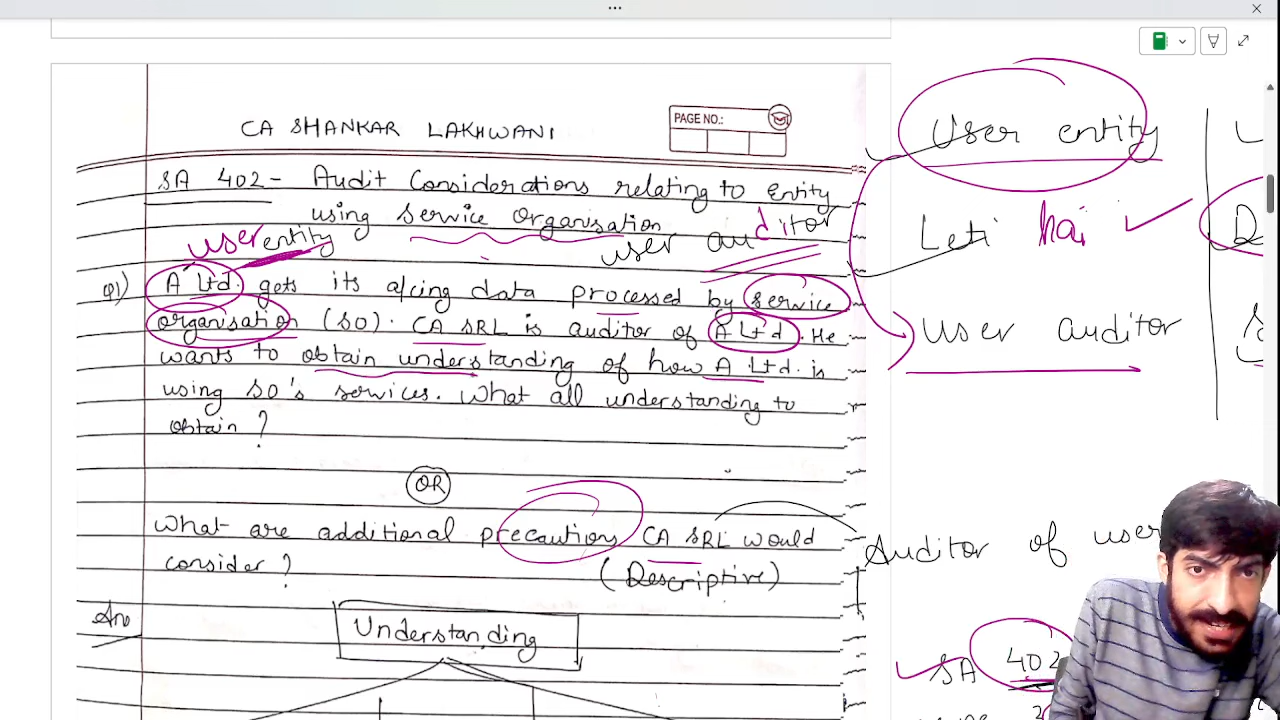 CA SHANKAR LAKHWANI
PAGE NO.:
SA 402 - Audit Considerations relating to Entity
using Service Organisation
user entity
user auditor
Q1) A Ltd. gets its a/cing data processed by service
organisation (SO). CA SRL is auditor of A Ltd. He
wants to obtain understanding of how A Ltd. is
using SO's services. What all understanding to
obtain?
OR
What are additional precautions CA SRL would
consider? (Descriptive)
Ans
Understanding
User entity
Leti hai
User auditor
Auditor of user
SA 402